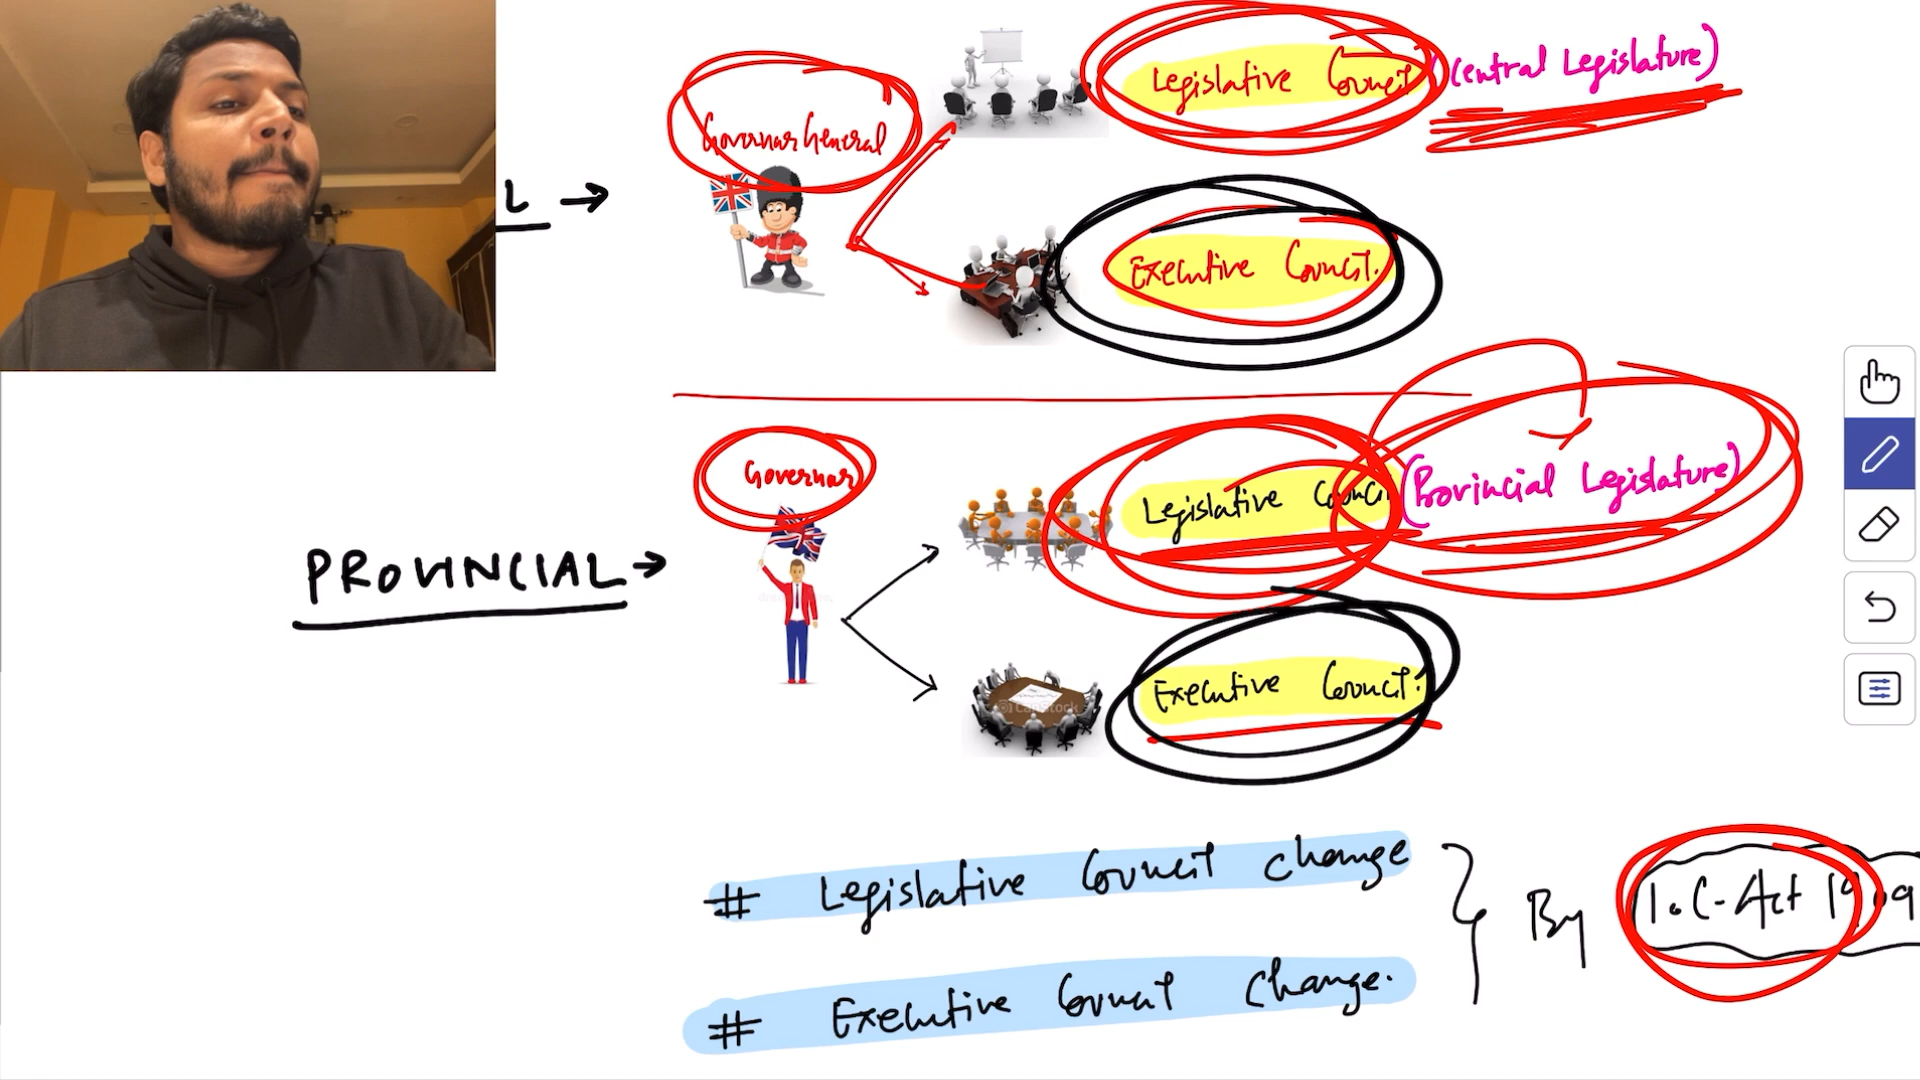 Legislative Council (Central Legislature)
Governor General
L →
Executive Council.
Governor
Legislative Council (Provincial Legislature)
PROVINCIAL →
Executive Council.
# Legislative Council change
By I.C-Act 1909
# Executive Council Change.